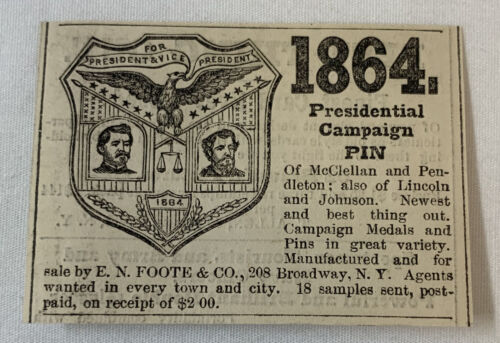 FOR
PRESIDENT & VICE PRESIDENT
1864
1864.
Presidential
Campaign
PIN
Of McClellan and Pen-
dleton; also of Lincoln
and Johnson. Newest
and best thing out.
Campaign Medals and
Pins in great variety.
Manufactured and for
sale by E. N. FOOTE & CO., 208 Broadway, N. Y. Agents
wanted in every town and city. 18 samples sent, post-
paid, on receipt of $2 00.